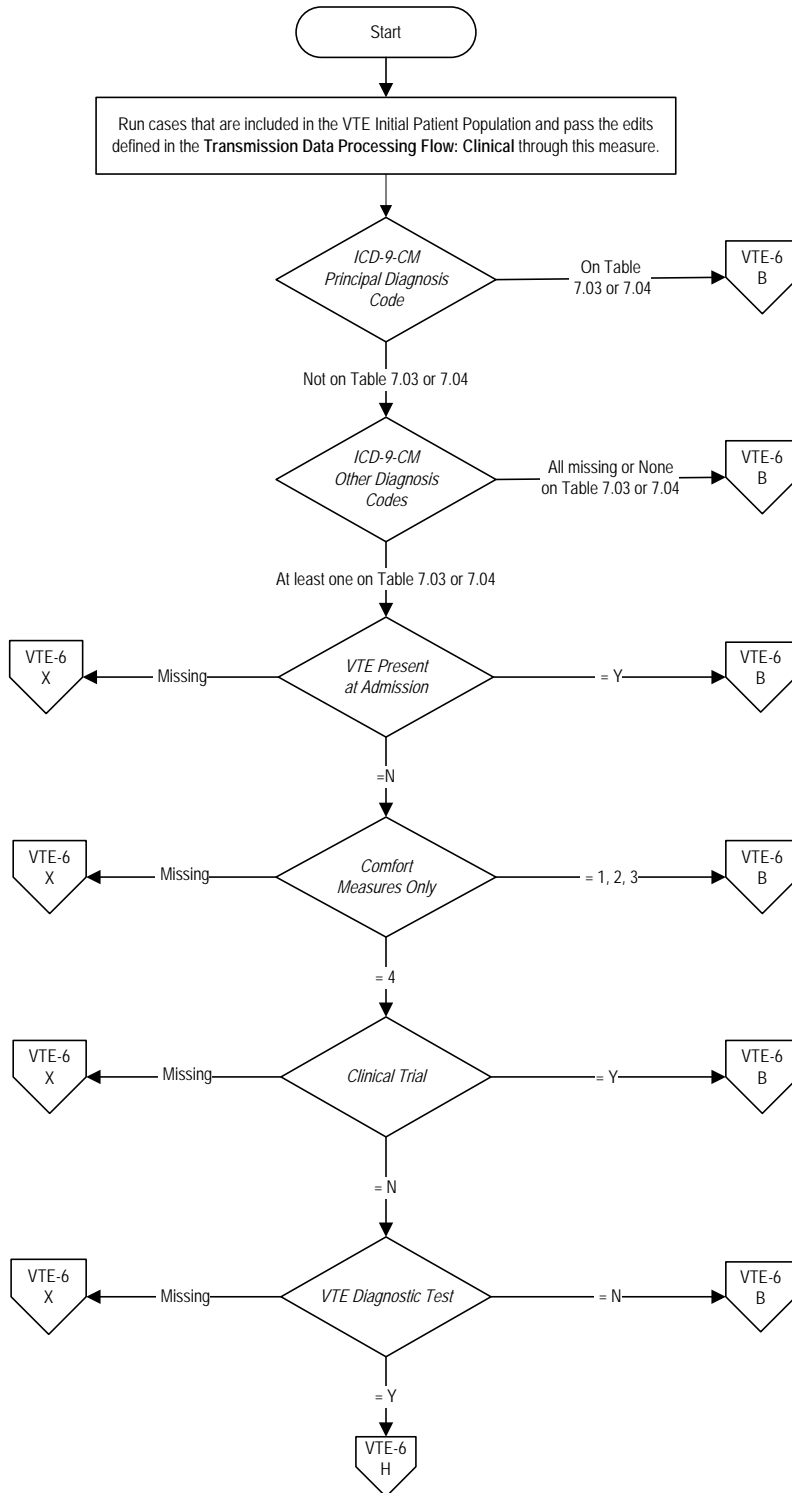 Start
Run cases that are included in the VTE Initial Patient Population and pass the edits
defined in the Transmission Data Processing Flow: Clinical through this measure.
ICD-9-CM
Principal Diagnosis
Code
On Table
7.03 or 7.04
VTE-6
B
Not on Table 7.03 or 7.04
ICD-9-CM
Other Diagnosis
Codes
All missing or None
on Table 7.03 or 7.04
VTE-6
B
At least one on Table 7.03 or 7.04
VTE-6
X
Missing
VTE Present
at Admission
= Y
VTE-6
B
=N
VTE-6
X
Missing
Comfort
Measures Only
= 1, 2, 3
VTE-6
B
= 4
VTE-6
X
Missing
Clinical Trial
= Y
VTE-6
B
= N
VTE-6
X
Missing
VTE Diagnostic Test
= N
VTE-6
B
=Y
VTE-6
H